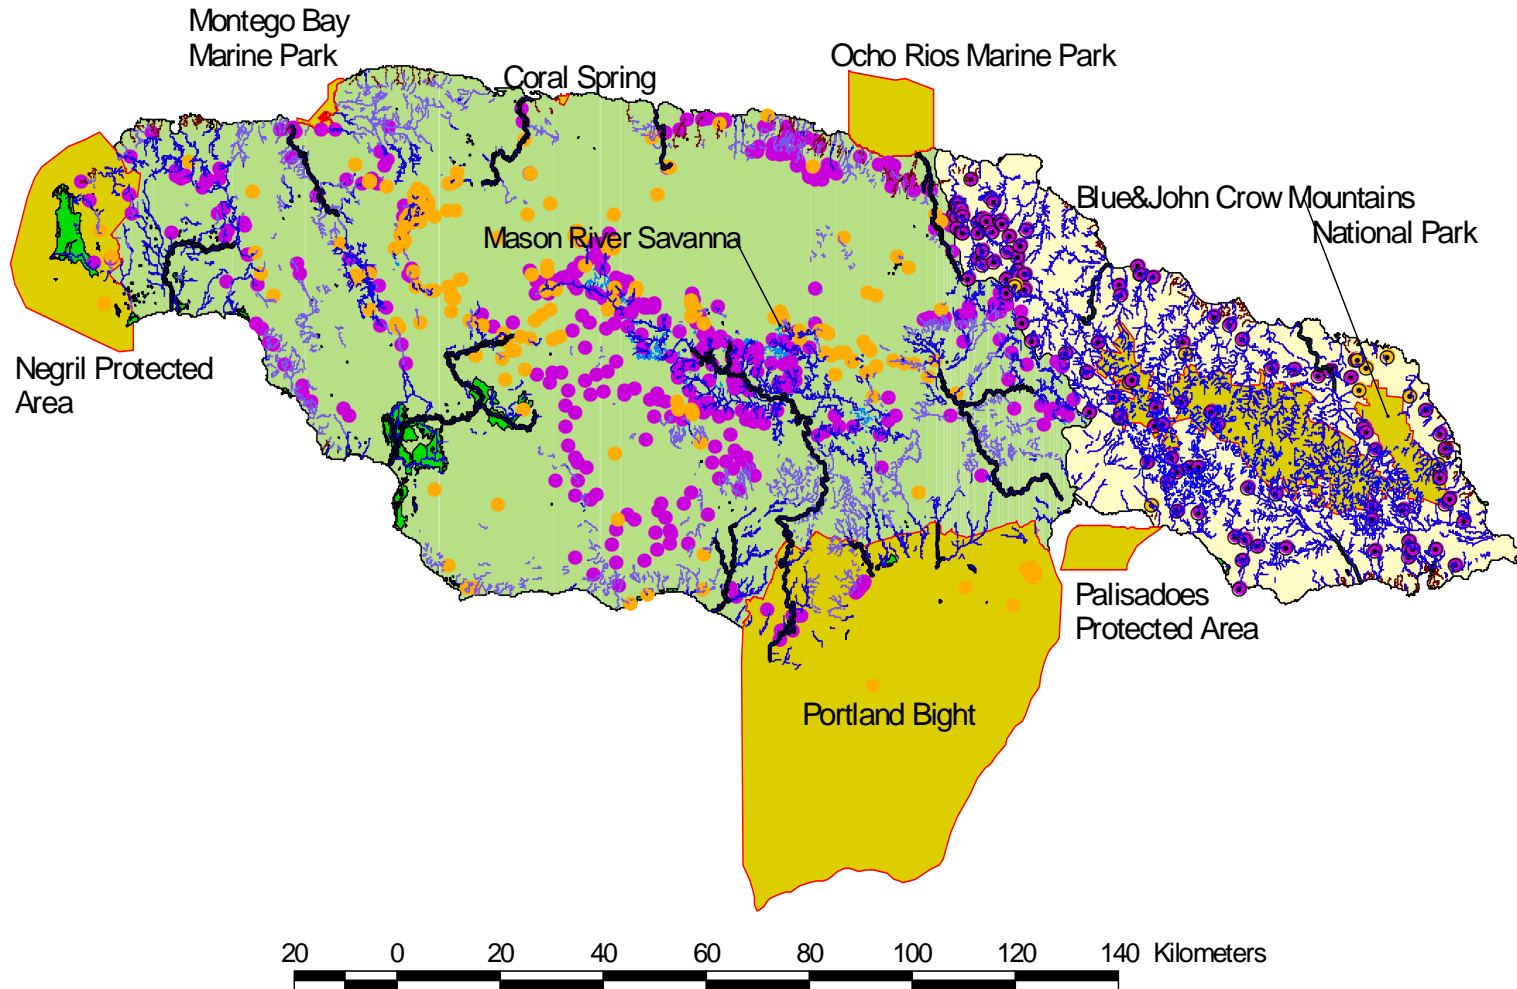 Montego Bay
Marine Park
Coral Spring
Ocho Rios Marine Park
Blue&John Crow Mountains
National Park
Mason River Savanna
Negril Protected
Area
Palisadoes
Protected Area
Portland Bight
20 0 20 40 60 80 100 120 140 Kilometers